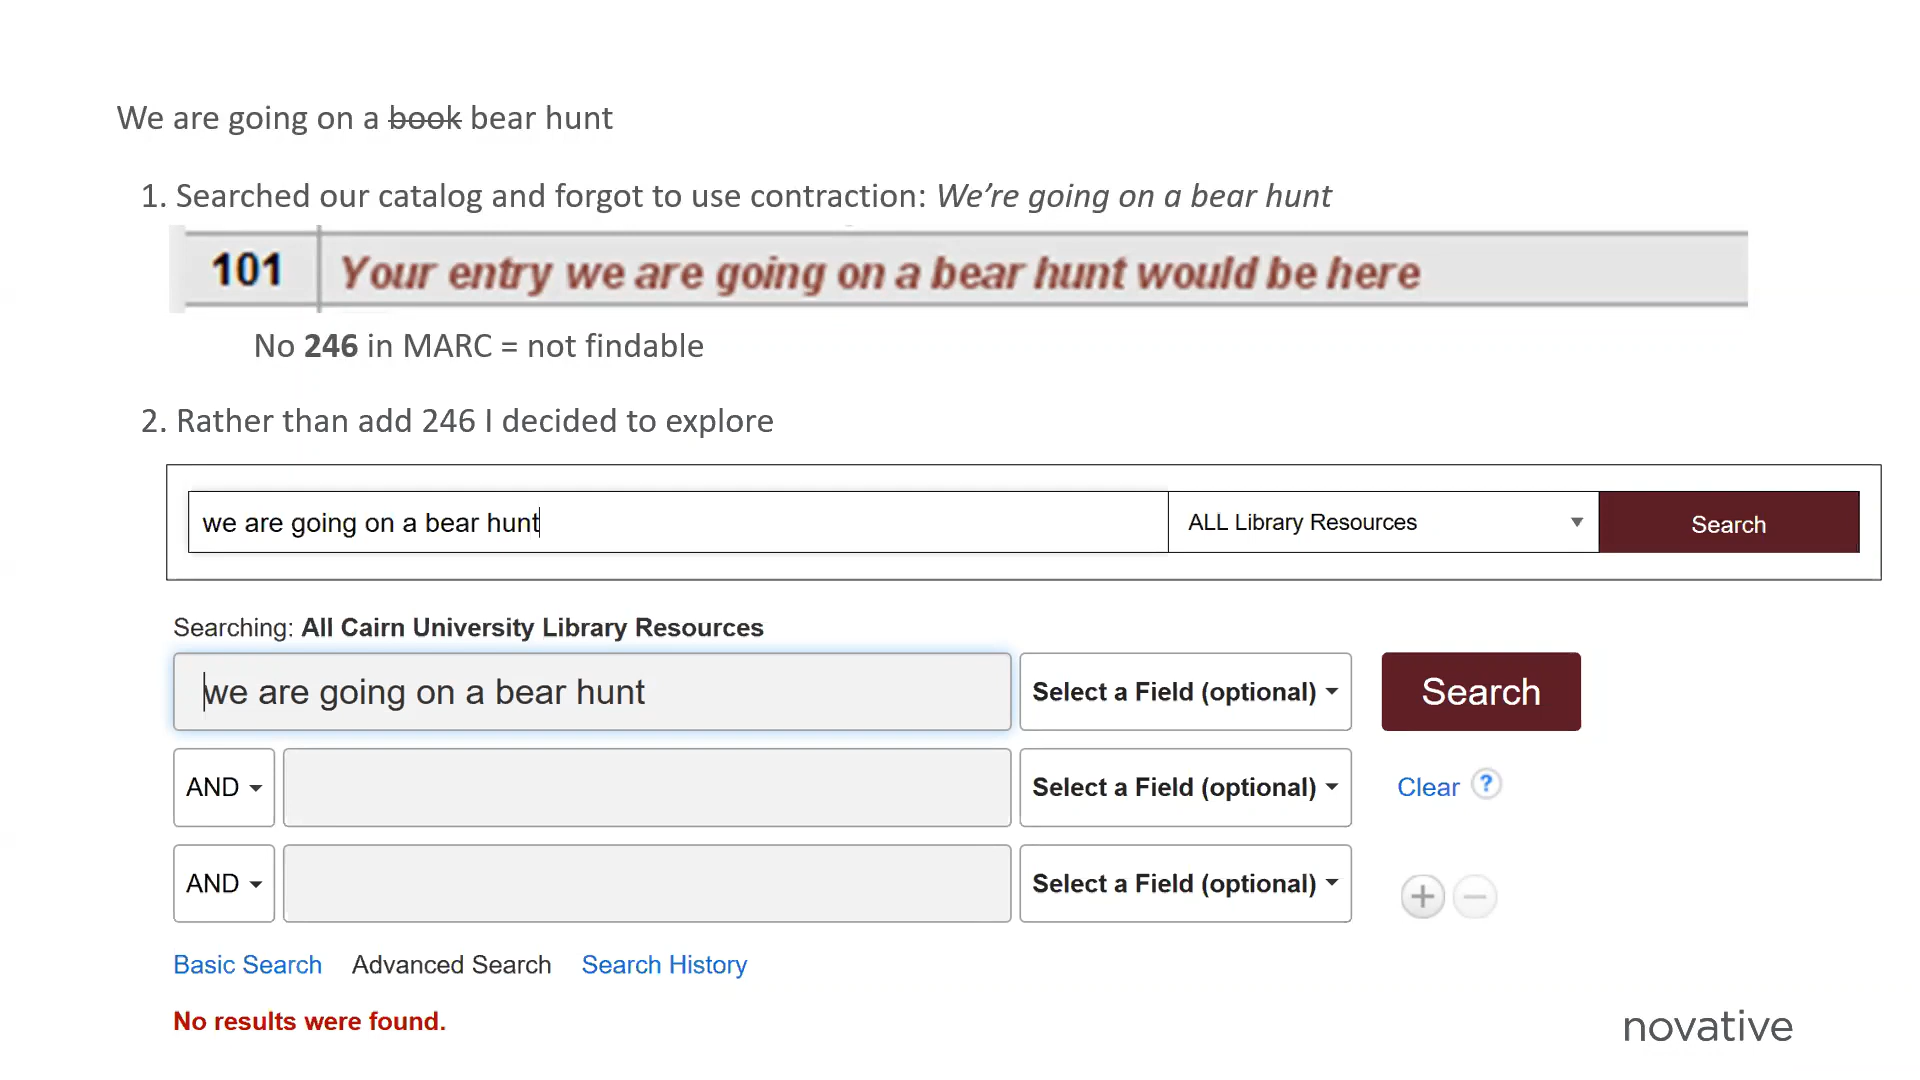 We are going on a book bear hunt
1. Searched our catalog and forgot to use contraction: We're going on a bear hunt
101 Your entry we are going on a bear hunt would be here
No 246 in MARC = not findable
2. Rather than add 246 I decided to explore
we are going on a bear hunt ALL Library Resources Search
Searching: All Cairn University Library Resources
we are going on a bear hunt Select a Field (optional) Search
AND Select a Field (optional) Clear ?
AND Select a Field (optional)
Basic Search Advanced Search Search History
No results were found.
novative